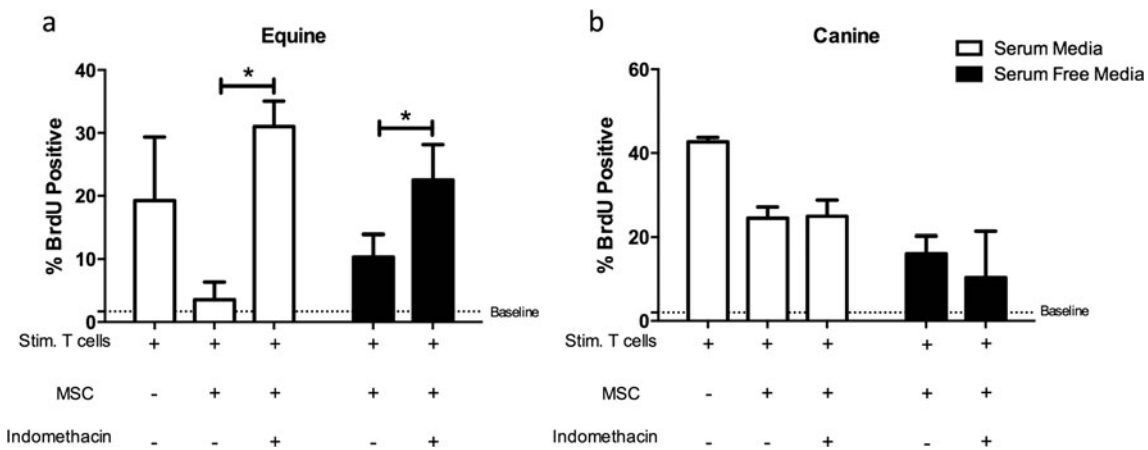 a
Equine
% BrdU Positive
40
30
20
10
0
* *
Baseline
Stim. T cells + + + + +
MSC - + + + +
Indomethacin - - + - +
b
Canine
Serum Media
Serum Free Media
% BrdU Positive
60
40
20
0
Baseline
Stim. T cells + + + + +
MSC - + + + +
Indomethacin - - + - +